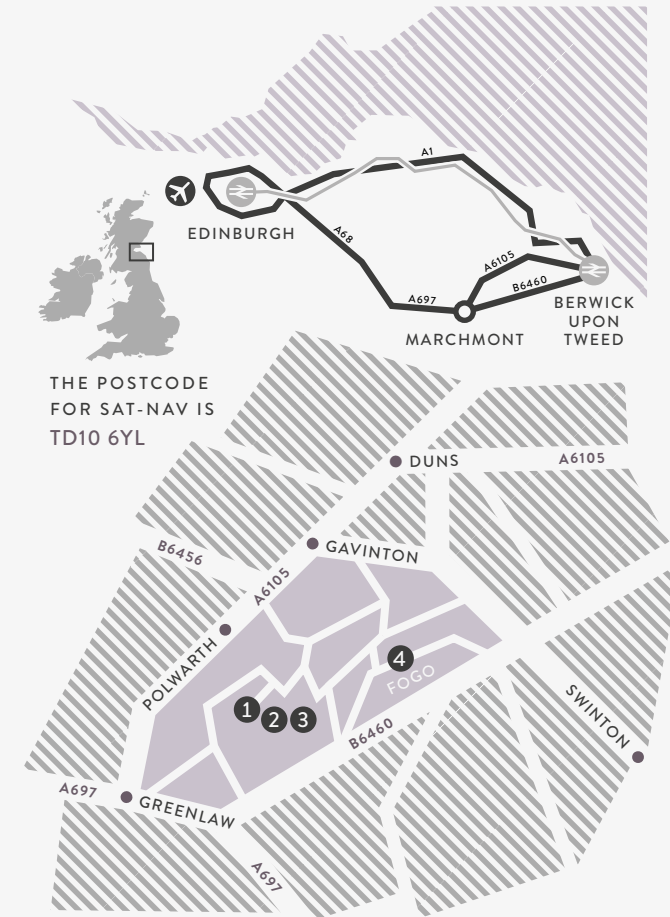 A1
EDINBURGH
A68
A6105
B6460
A697
BERWICK
UPON
TWEED
MARCHMONT
THE POSTCODE
FOR SAT-NAV IS
TD10 6YL
DUNS
A6105
GAVINTON
B6456
A6105
POLWARTH
4
FOGO
1
2
3
SWINTON
B6460
A697
GREENLAW
A697